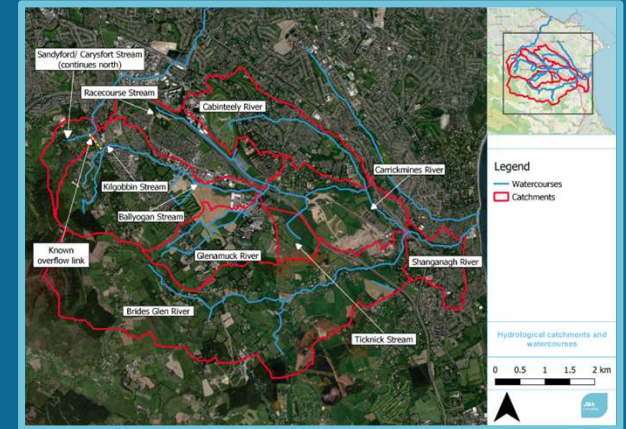 Sandyford/ Carysfort Stream
(continues north)
Racecourse Stream
Cabinteely River
Carrickmines River
Kilgobbin Stream
Ballyogan Stream
Known
overflow link
Glenamuck River
Shanganagh River
Brides Glen River
Ticknick Stream
Legend
Watercourses
Catchments
Hydrological catchments and
watercourses
0 0.5 1 1.5 2 km
JBA